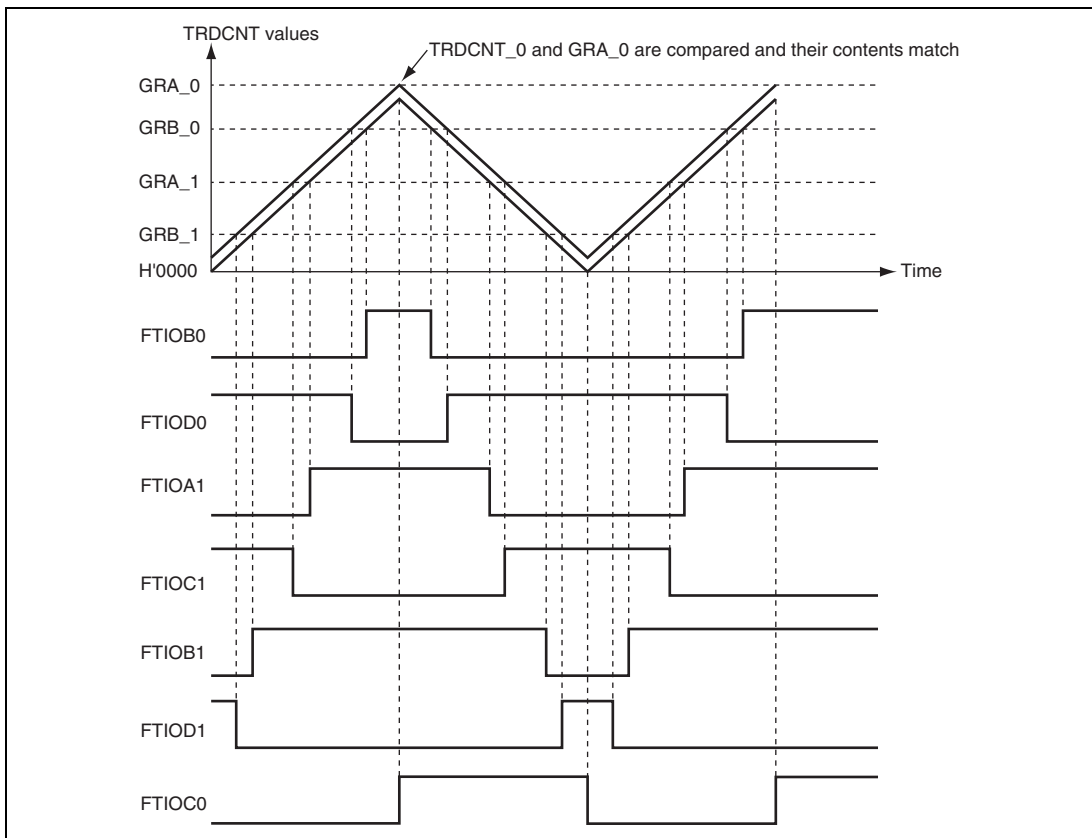 TRDCNT values
TRDCNT_0 and GRA_0 are compared and their contents match
GRA_0
GRB_0
GRA_1
GRB_1
H'0000
Time
FTIOB0
FTIOD0
FTIOA1
FTIOC1
FTIOB1
FTIOD1
FTIOC0